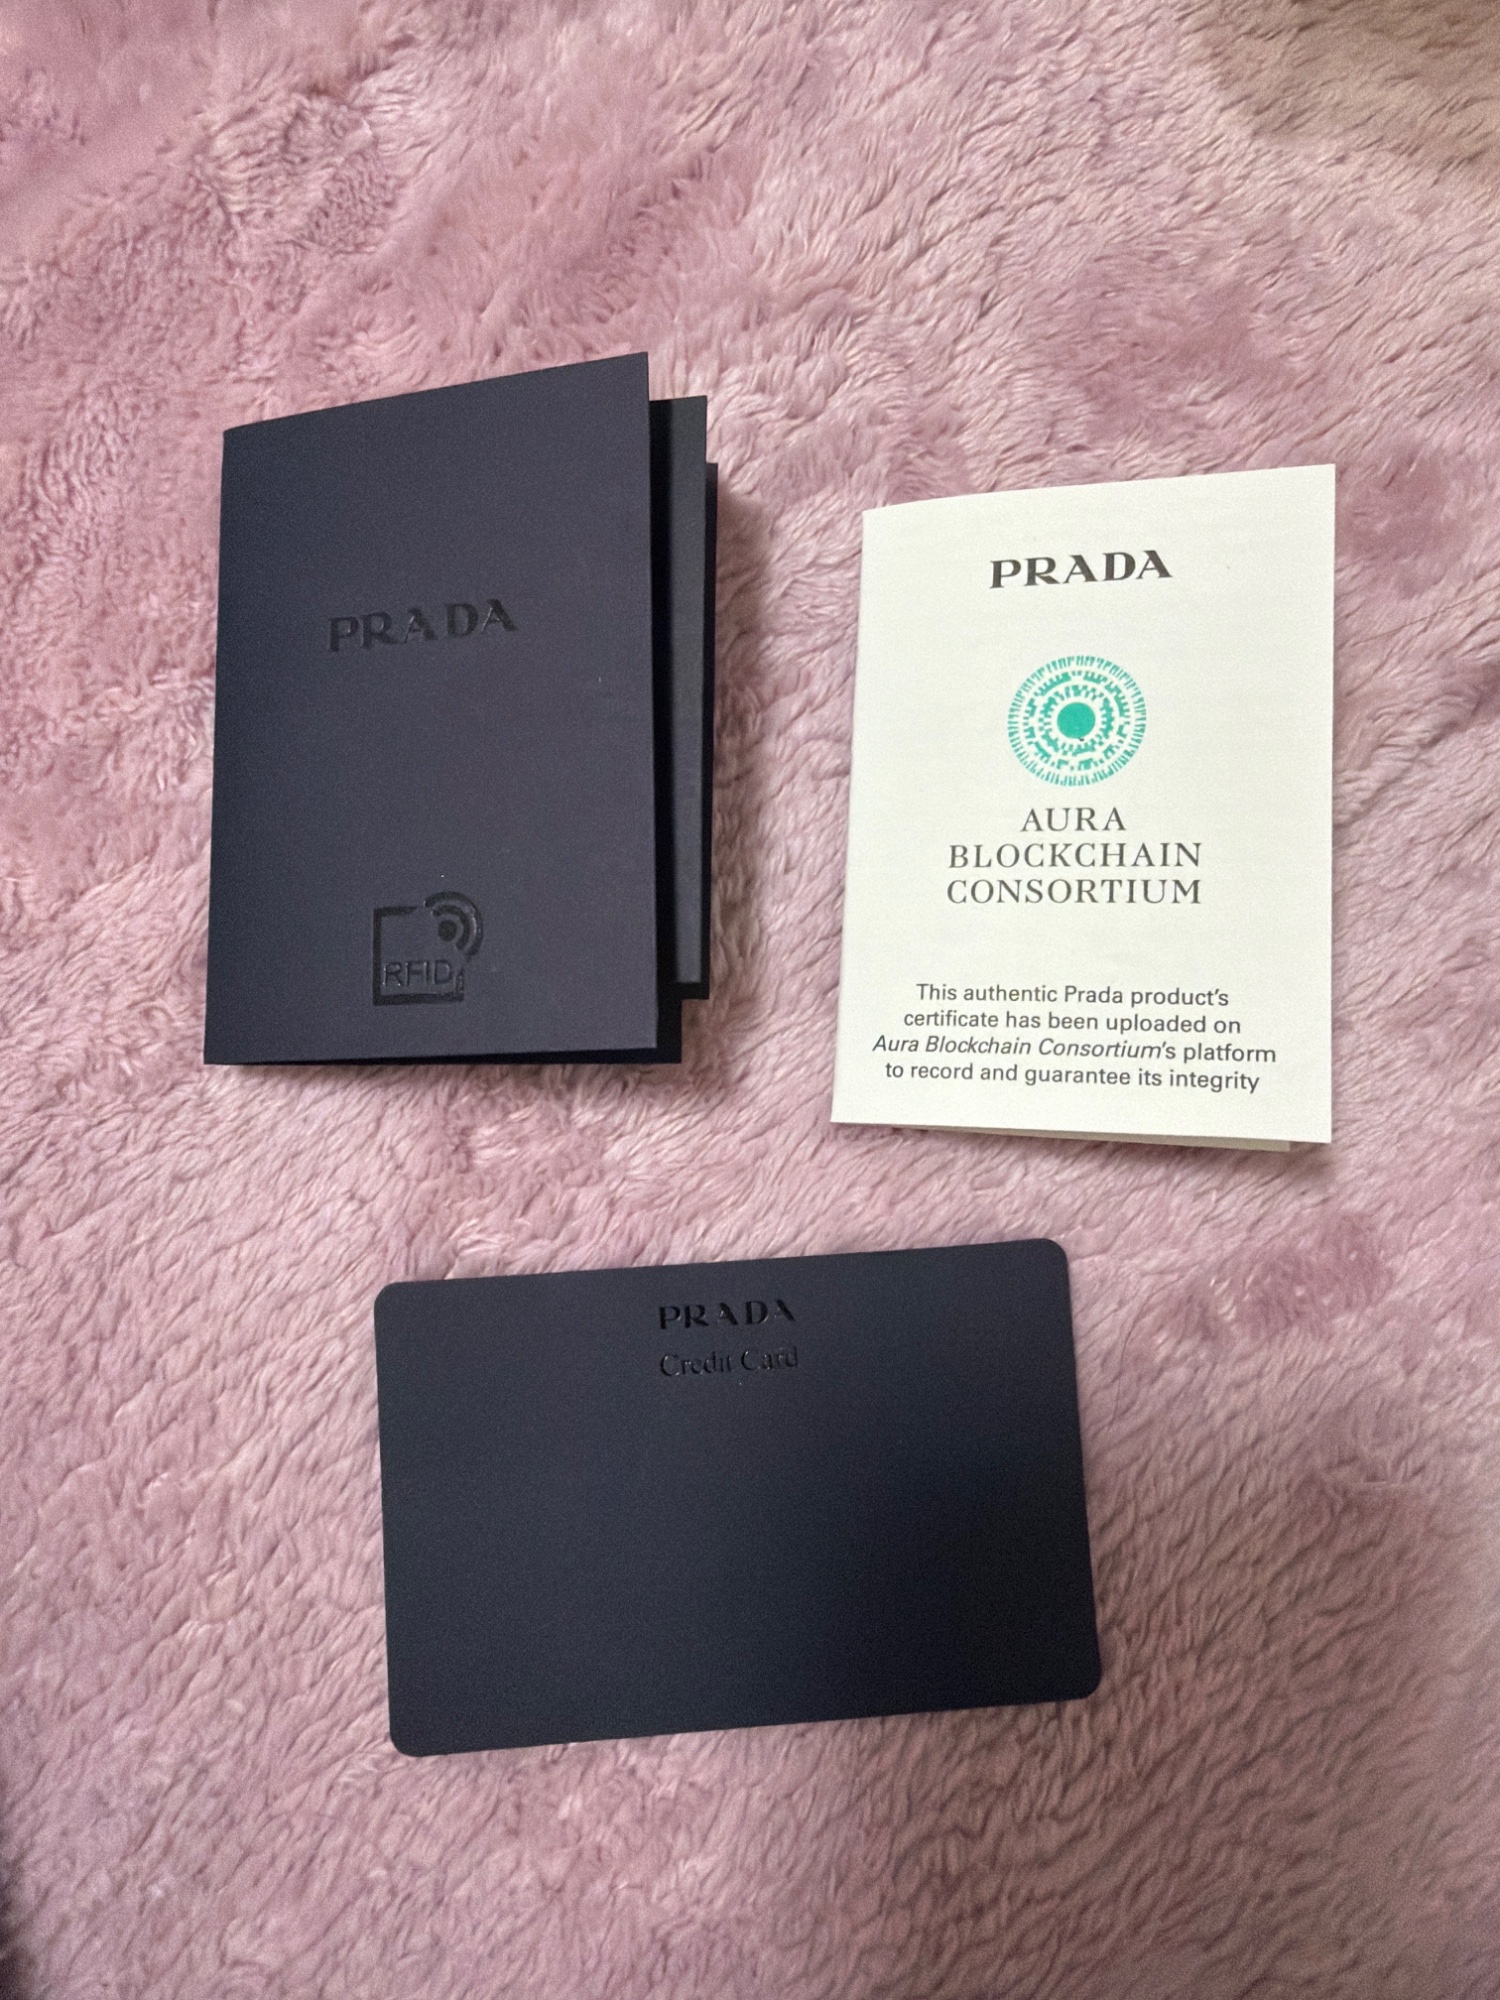 PRADA
RFID
PRADA
AURA
BLOCKCHAIN
CONSORTIUM
This authentic Prada product's
certificate has been uploaded on
Aura Blockchain Consortium's platform
to record and guarantee its integrity
PRADA
Credit Card